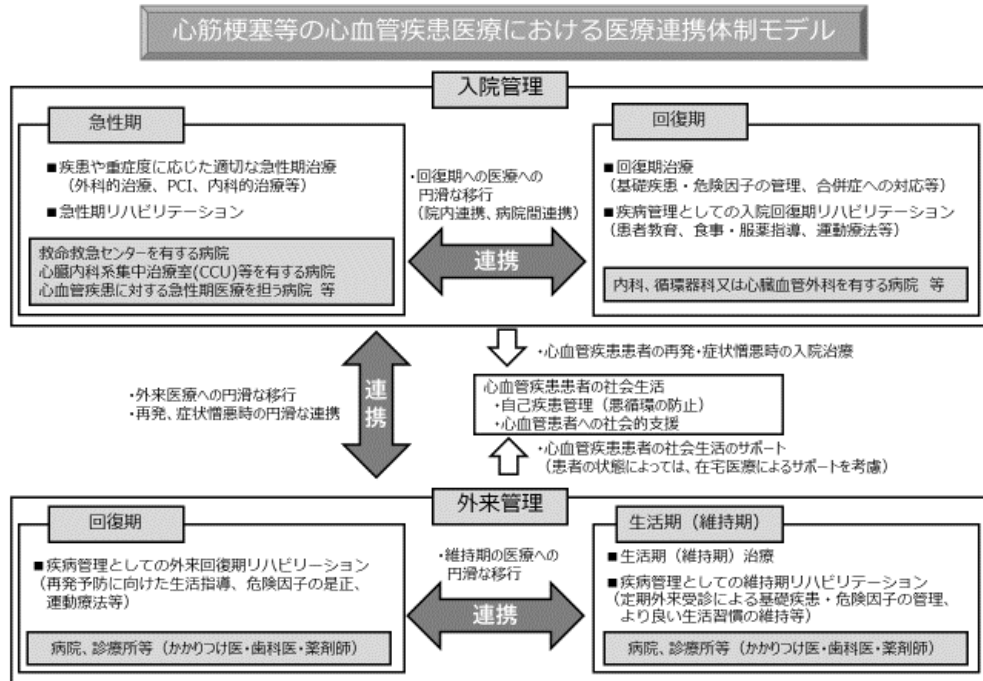 心筋梗塞等の心血管疾患医療における医療連携体制モデル
入院管理
急性期
■疾患や重症度に応じた適切な急性期治療
(外科的治療、PCI、内科的治療等)
■急性期リハビリテーション
救命救急センターを有する病院
心臓内科系集中治療室(CCU)等を有する病院
心血管疾患に対する急性期医療を担う病院 等
・回復期への医療への
円滑な移行
(院内連携、病院間連携)
連携
回復期
■回復期治療
(基礎疾患・危険因子の管理、合併症への対応等)
■疾病管理としての入院回復期リハビリテーション
(患者教育、食事・服薬指導、運動療法等)
内科、循環器科又は心臓血管外科を有する病院 等
・外来医療への円滑な移行
・再発、症状憎悪時の円滑な連携
連携
・心血管疾患患者の再発・症状憎悪時の入院治療
心血管疾患患者の社会生活
・自己疾患管理(悪循環の防止)
・心血管患者への社会的支援
・心血管疾患患者の社会生活のサポート
(患者の状態によっては、在宅医療によるサポートを考慮)
外来管理
回復期
■疾病管理としての外来回復期リハビリーション
(再発予防に向けた生活指導、危険因子の是正、
運動療法等)
病院、診療所等(かかりつけ医・歯科医・薬剤師)
・維持期の医療への
円滑な移行
連携
生活期(維持期)
■生活期(維持期)治療
■疾病管理としての維持期リハビリテーション
(定期外来受診による基礎疾患・危険因子の管理、
より良い生活習慣の維持等)
病院、診療所等(かかりつけ医・歯科医・薬剤師)